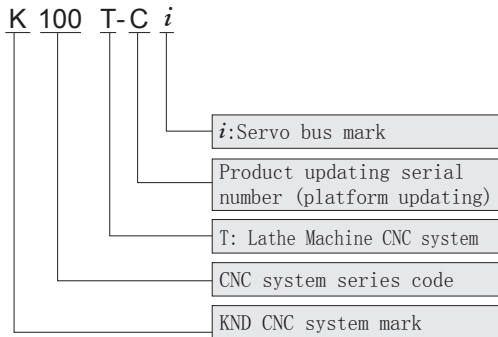 K 100 T-C i
i:Servo bus mark
Product updating serial
number (platform updating)
T: Lathe Machine CNC system
CNC system series code
KND CNC system mark